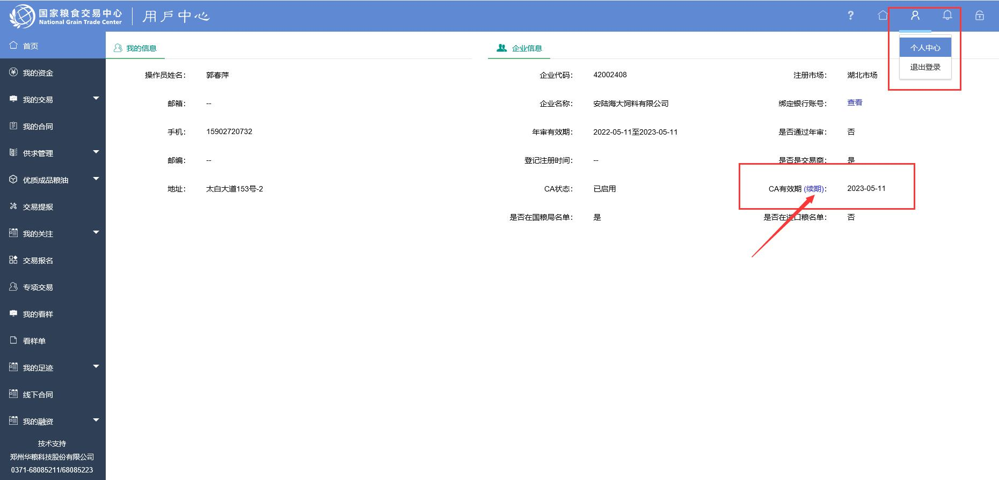 国家粮食交易中心
National Grain Trade Center
用户中心
?
个人中心
退出登录
首页
我的资金
我的交易
我的合同
供求管理
优质成品粮油
交易提报
我的关注
交易报名
专项交易
我的看样
看样单
我的足迹
线下合同
我的融资
技术支持
郑州华粮科技股份有限公司
0371-68085211/68085223
我的信息
操作员姓名： 郭春萍
邮箱： --
手机： 15902720732
邮编： --
地址： 太白大道153号-2
企业信息
企业代码： 42002408 注册市场： 湖北市场
企业名称： 安陆海大饲料有限公司 绑定银行账号： 查看
年审有效期： 2022-05-11至2023-05-11 是否通过年审： 否
登记注册时间： -- 是否是交易商： 是
CA状态： 已启用 CA有效期 (续期)： 2023-05-11
是否在国粮局名单： 是 是否在进口粮名单： 否